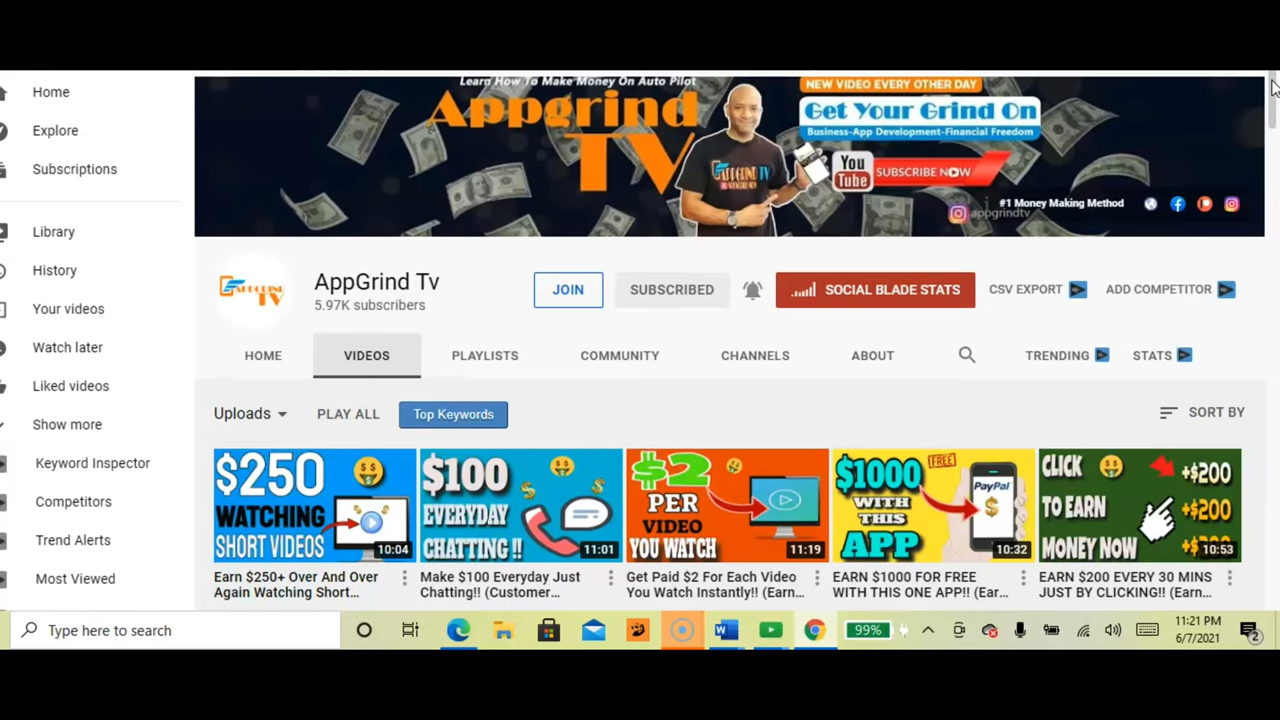 Home
Explore
Subscriptions
Library
History
Your videos
Watch later
Liked videos
Show more
Keyword Inspector
Competitors
Trend Alerts
Most Viewed
Learn How To Make Money On Auto Pilot
Appgrind
TV
NEW VIDEO EVERY OTHER DAY
Get Your Grind On
Business-App Development-Financial Freedom
You
Tube
SUBSCRIBE NOW
#1 Money Making Method
appgrindtv
APPGRIND TV
APPGRIND
TV
AppGrind Tv
5.97K subscribers
JOIN
SUBSCRIBED
SOCIAL BLADE STATS
CSV EXPORT
ADD COMPETITOR
HOME
VIDEOS
PLAYLISTS
COMMUNITY
CHANNELS
ABOUT
TRENDING
STATS
Uploads
PLAY ALL
Top Keywords
SORT BY
$250
WATCHING
SHORT VIDEOS
10:04
Earn $250+ Over And Over
Again Watching Short...
$100
EVERYDAY
CHATTING !!
11:01
Make $100 Everyday Just
Chatting!! (Customer...
$2
PER
VIDEO
YOU WATCH
11:19
Get Paid $2 For Each Video
You Watch Instantly!! (Earn...
$1000
FREE
WITH THIS
APP
PayPal
10:32
EARN $1000 FOR FREE
WITH THIS ONE APP!! (Ear...
CLICK
TO EARN
MONEY NOW
+$200
+$200
10:53
EARN $200 EVERY 30 MINS
JUST BY CLICKING!! (Earn...
Type here to search
99%
11:21 PM
6/7/2021
2